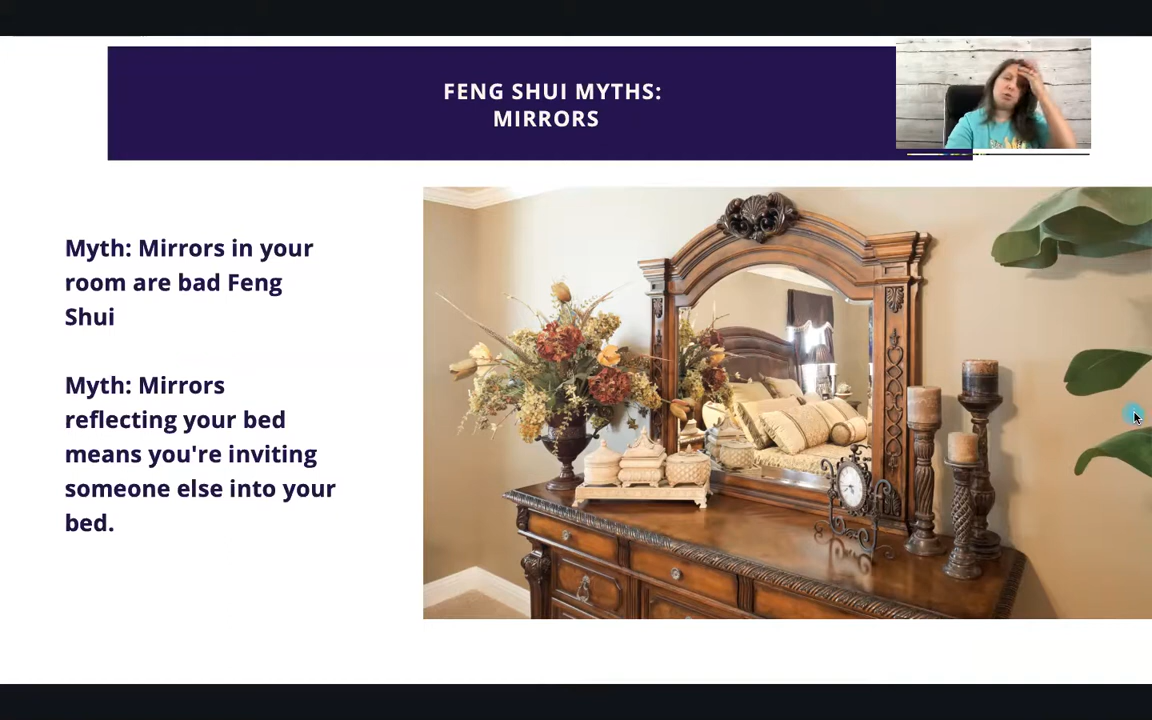 FENG SHUI MYTHS:
MIRRORS
Myth: Mirrors in your
room are bad Feng
Shui
Myth: Mirrors
reflecting your bed
means you're inviting
someone else into your
bed.